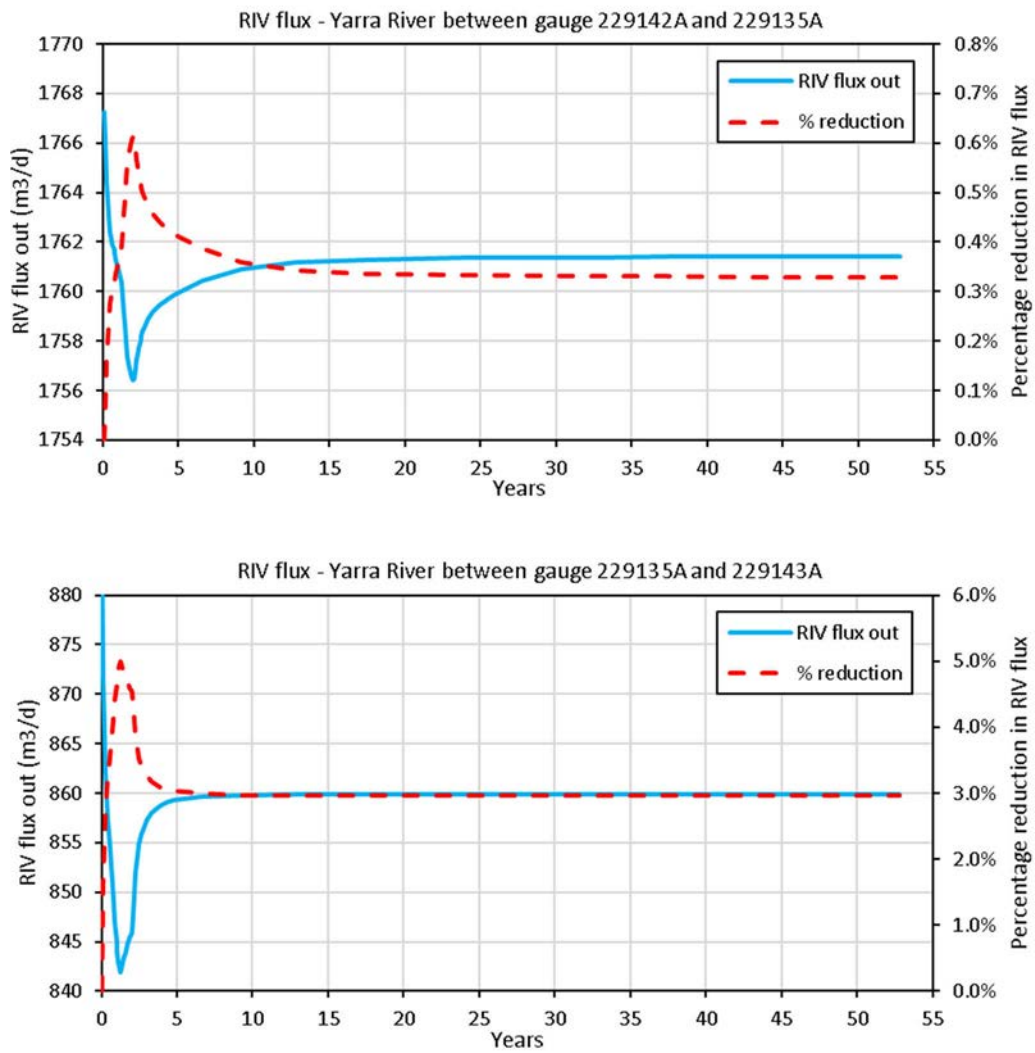 RIV flux - Yarra River between gauge 229142A and 229135A
1770
1768
1766
1764
1762
1760
1758
1756
1754
RIV flux out (m3/d)
0.8%
0.7%
0.6%
0.5%
0.4%
0.3%
0.2%
0.1%
0.0%
Percentage reduction in RIV flux
RIV flux out
% reduction
0 5 10 15 20 25 30 35 40 45 50 55
Years
RIV flux - Yarra River between gauge 229135A and 229143A
880
875
870
865
860
855
850
845
840
RIV flux out (m3/d)
6.0%
5.0%
4.0%
3.0%
2.0%
1.0%
0.0%
Percentage reduction in RIV flux
RIV flux out
% reduction
0 5 10 15 20 25 30 35 40 45 50 55
Years